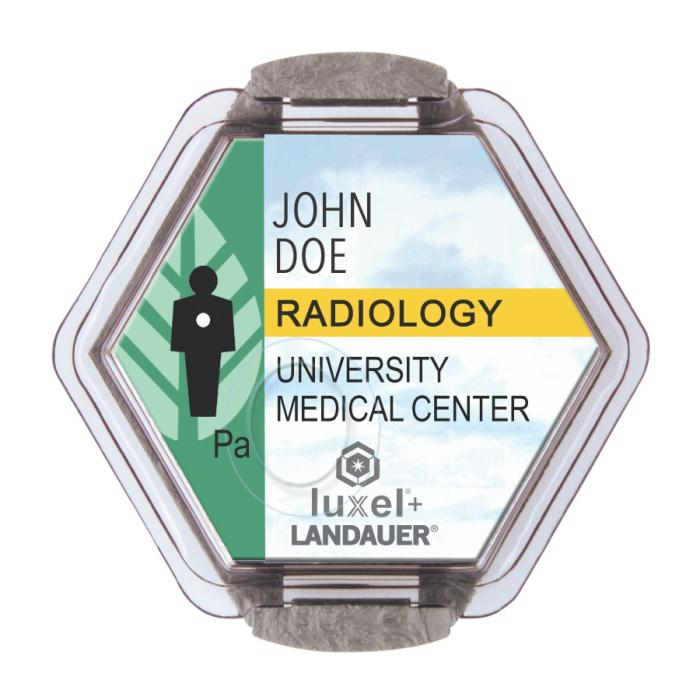 JOHN
DOE
RADIOLOGY
UNIVERSITY
MEDICAL CENTER
Pa
luxel®+
LANDAUER®